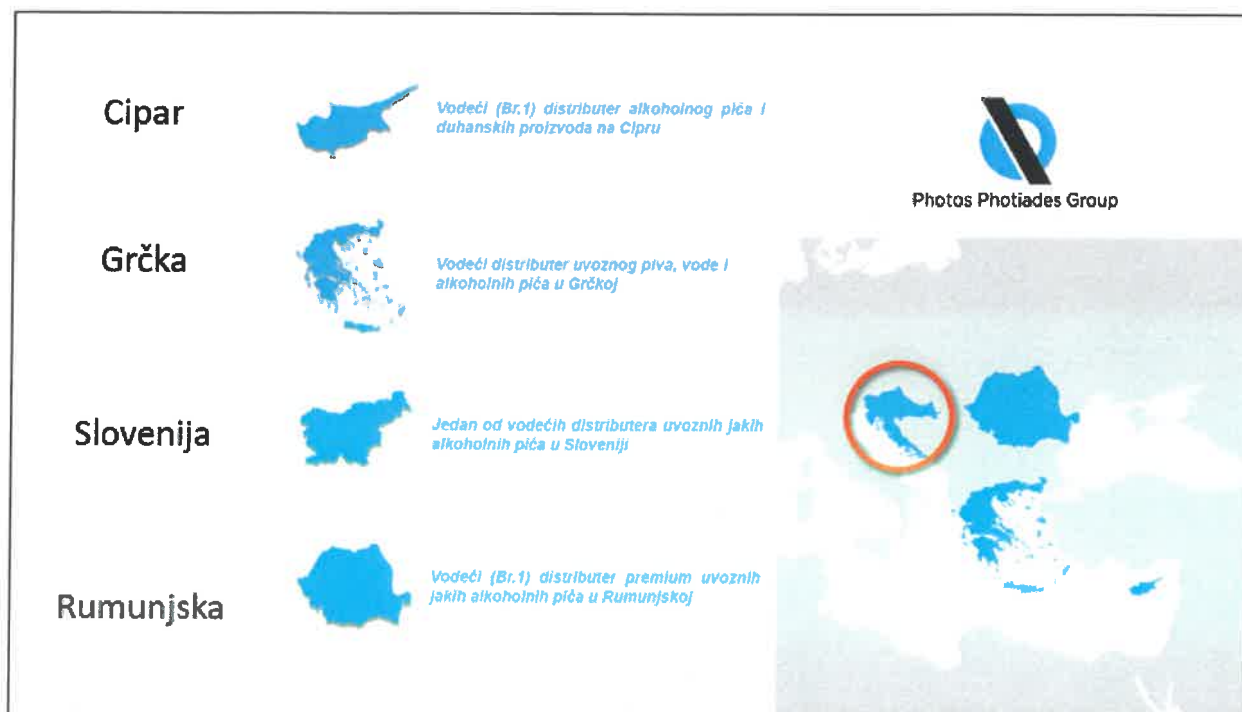 Cipar
Vodeći (Br.1) distributer alkoholnog pića i
duhanskih proizvoda na Cipru
Photos Photiades Group
Grčka
Vodeći distributer uvoznog piva, vode i
alkoholnih pića u Grčkoj
Slovenija
Jedan od vodećih distributera uvoznih jakih
alkoholnih pića u Sloveniji
Rumunjska
Vodeći (Br.1) distributer premium uvoznih
jakih alkoholnih pića u Rumunjskoj